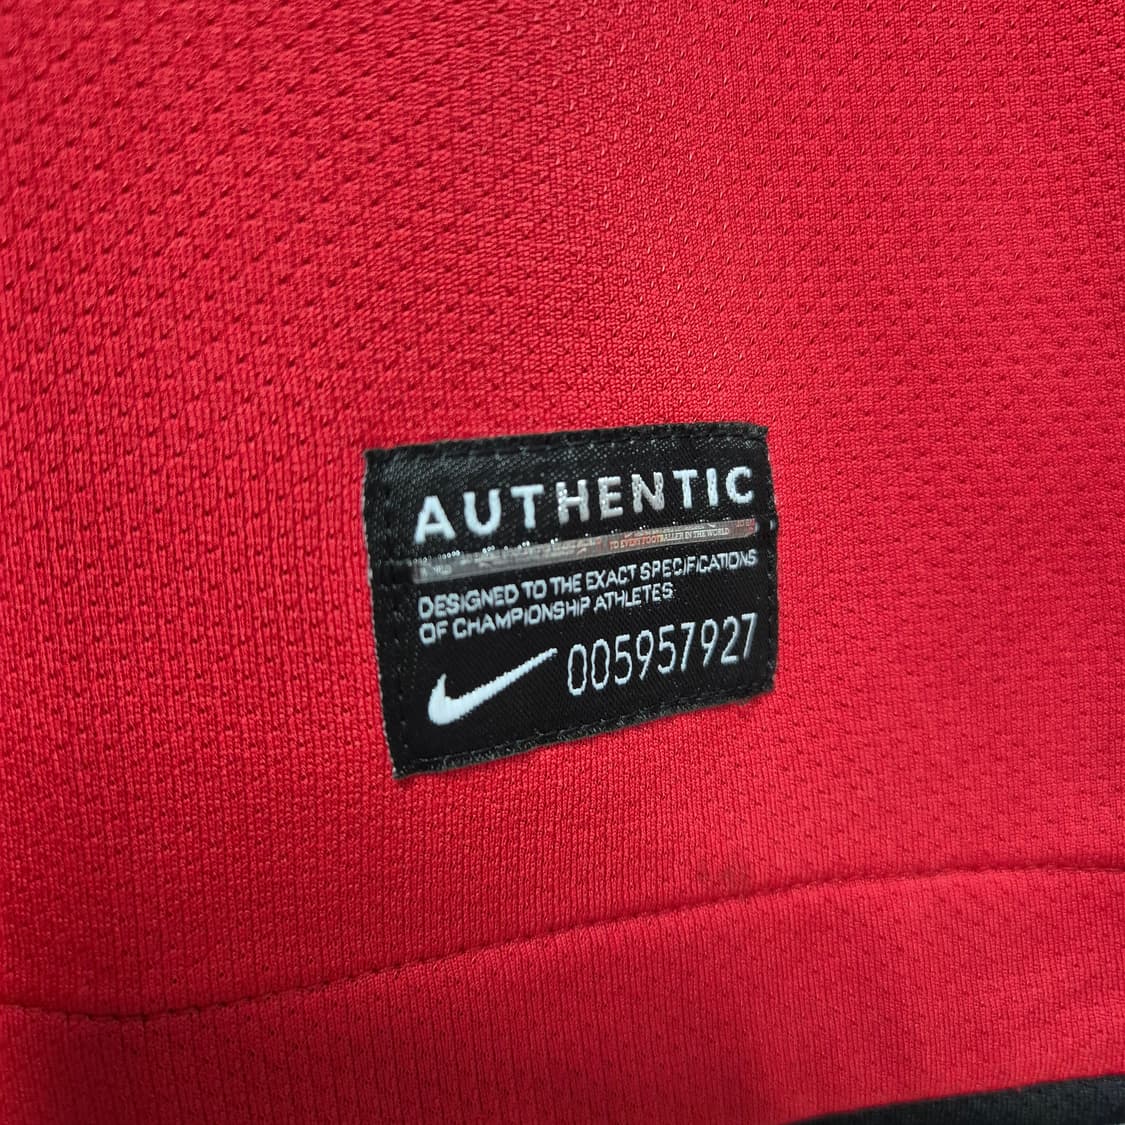 AUTHENTIC
TO EVERY FOOTBALLER IN THE WORLD
DESIGNED TO THE EXACT SPECIFICATIONS
OF CHAMPIONSHIP ATHLETES
005957927